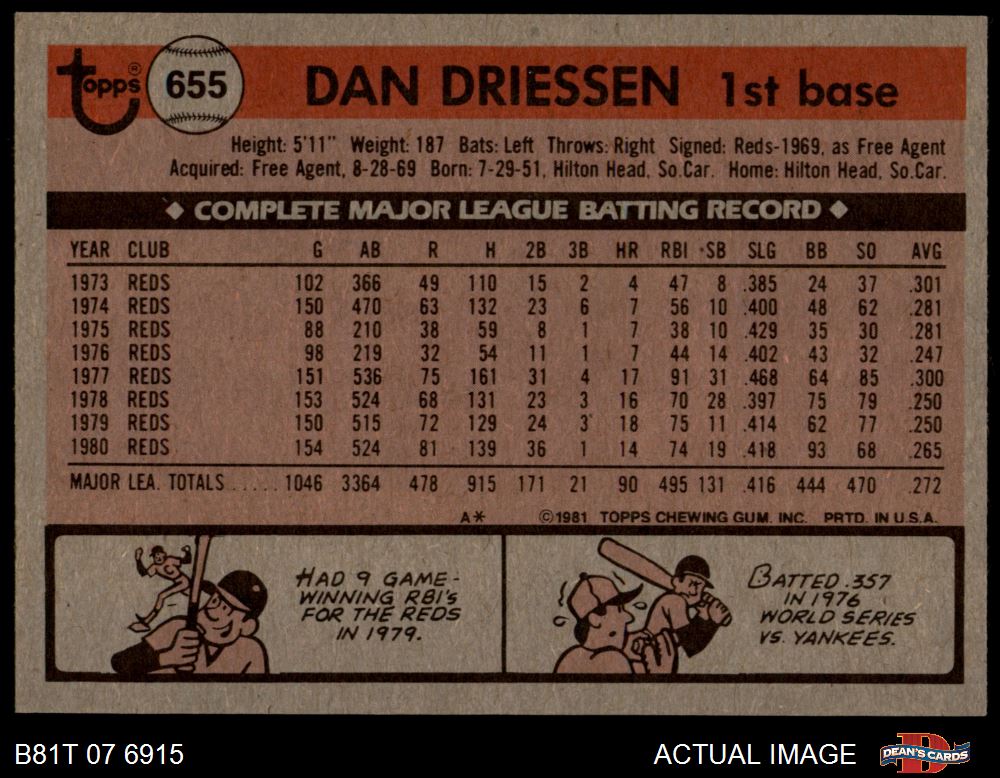 Topps® 655 DAN DRIESSEN 1st base
Height: 5'11" Weight: 187 Bats: Left Throws: Right Signed: Reds-1969, as Free Agent
Acquired: Free Agent, 8-28-69 Born: 7-29-51, Hilton Head, So.Car. Home: Hilton Head, So.Car.
◆ COMPLETE MAJOR LEAGUE BATTING RECORD ◆
YEAR CLUB G AB R H 2B 3B HR RBI SB SLG BB SO AVG
1973 REDS 102 366 49 110 15 2 4 47 8 .385 24 37 .301
1974 REDS 150 470 63 132 23 6 7 56 10 .400 48 62 .281
1975 REDS 88 210 38 59 8 1 7 38 10 .429 35 30 .281
1976 REDS 98 219 32 54 11 1 7 44 14 .402 43 32 .247
1977 REDS 151 536 75 161 31 4 17 91 31 .468 64 85 .300
1978 REDS 153 524 68 131 23 3 16 70 28 .397 75 79 .250
1979 REDS 150 515 72 129 24 3 18 75 11 .414 62 77 .250
1980 REDS 154 524 81 139 36 1 14 74 19 .418 93 68 .265
MAJOR LEA. TOTALS ..... 1046 3364 478 915 171 21 90 495 131 .416 444 470 .272
A* ©1981 TOPPS CHEWING GUM, INC. PRTD. IN U.S.A.
HAD 9 GAME-
WINNING RBI'S
FOR THE REDS
IN 1979.
BATTED .357
IN 1976
WORLD SERIES
VS. YANKEES.
B81T 07 6915 ACTUAL IMAGE DEAN'S CARDS